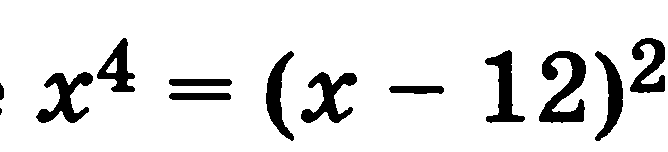 x⁴ = (x − 12)²